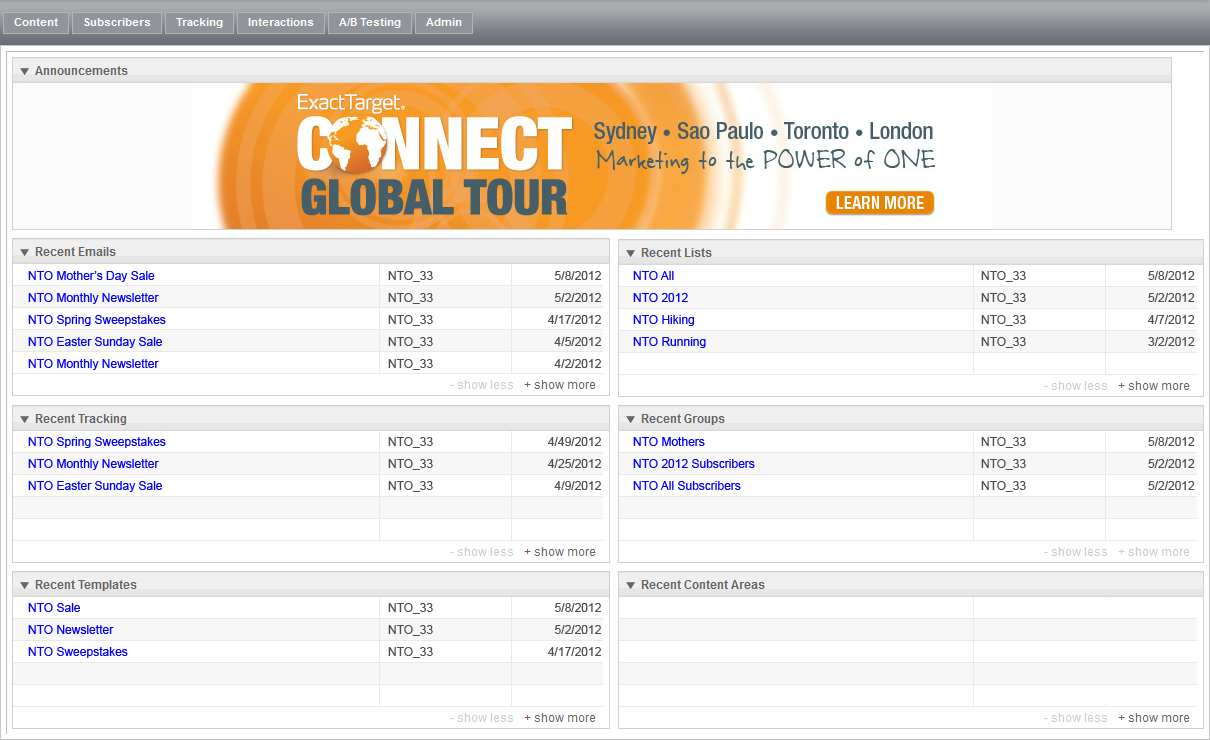 Content Subscribers Tracking Interactions A/B Testing Admin
Announcements
ExactTarget.
CONNECT
GLOBAL TOUR
Sydney • Sao Paulo • Toronto • London
Marketing to the POWER of ONE
LEARN MORE
Recent Emails
NTO Mother's Day Sale NTO_33 5/8/2012
NTO Monthly Newsletter NTO_33 5/2/2012
NTO Spring Sweepstakes NTO_33 4/17/2012
NTO Easter Sunday Sale NTO_33 4/5/2012
NTO Monthly Newsletter NTO_33 4/2/2012
- show less + show more
Recent Lists
NTO All NTO_33 5/8/2012
NTO 2012 NTO_33 5/2/2012
NTO Hiking NTO_33 4/7/2012
NTO Running NTO_33 3/2/2012
- show less + show more
Recent Tracking
NTO Spring Sweepstakes NTO_33 4/49/2012
NTO Monthly Newsletter NTO_33 4/25/2012
NTO Easter Sunday Sale NTO_33 4/9/2012
- show less + show more
Recent Groups
NTO Mothers NTO_33 5/8/2012
NTO 2012 Subscribers NTO_33 5/2/2012
NTO All Subscribers NTO_33 5/2/2012
- show less + show more
Recent Templates
NTO Sale NTO_33 5/8/2012
NTO Newsletter NTO_33 5/2/2012
NTO Sweepstakes NTO_33 4/17/2012
- show less + show more
Recent Content Areas
- show less + show more